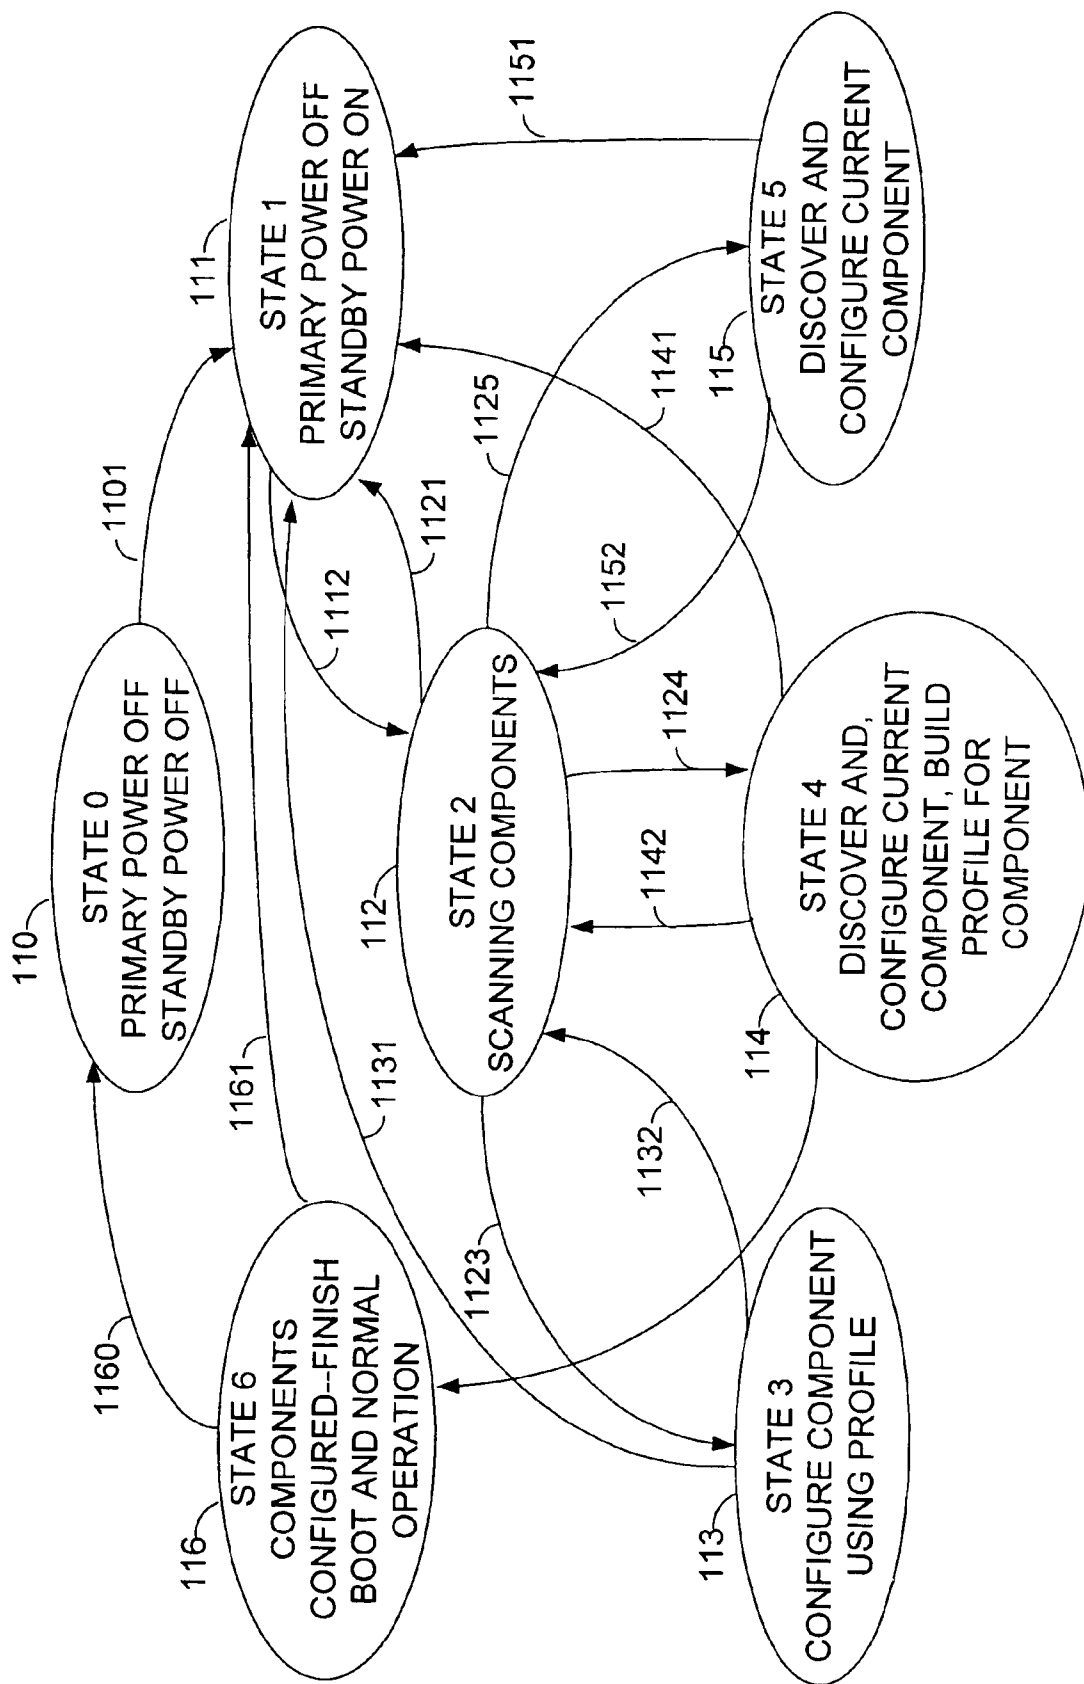 110
STATE 0
PRIMARY POWER OFF
STANDBY POWER OFF
1101
111
STATE 1
PRIMARY POWER OFF
STANDBY POWER ON
1160
116
STATE 6
COMPONENTS
CONFIGURED--FINISH
BOOT AND NORMAL
OPERATION
1161
1131
1112
1121
112
STATE 2
SCANNING COMPONENTS
1125
1151
1123
1132
1142
1124
1152
1141
113
STATE 3
CONFIGURE COMPONENT
USING PROFILE
114
STATE 4
DISCOVER AND,
CONFIGURE CURRENT
COMPONENT, BUILD
PROFILE FOR
COMPONENT
115
STATE 5
DISCOVER AND
CONFIGURE CURRENT
COMPONENT